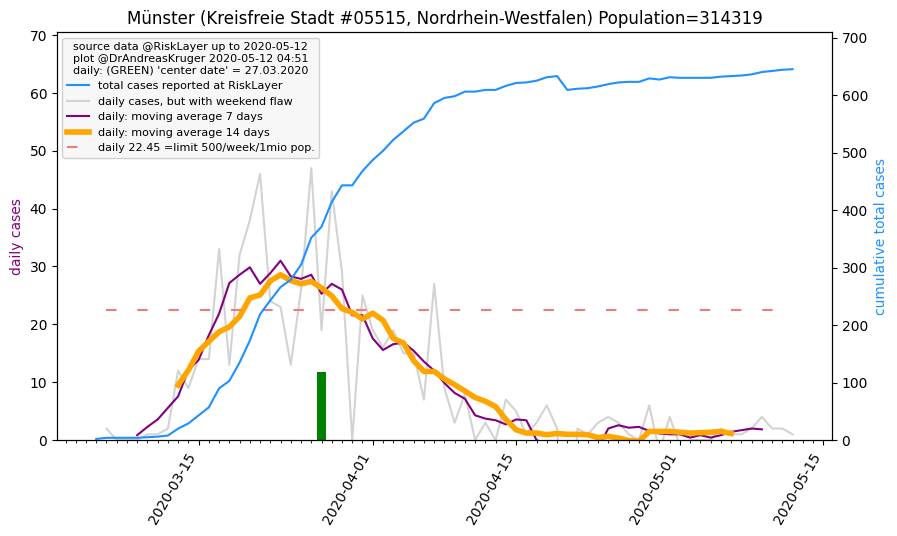 Münster (Kreisfreie Stadt #05515, Nordrhein-Westfalen) Population=314319
source data @RiskLayer up to 2020-05-12
plot @DrAndreasKruger 2020-05-12 04:51
daily: (GREEN) 'center date' = 27.03.2020
total cases reported at RiskLayer
daily cases, but with weekend flaw
daily: moving average 7 days
daily: moving average 14 days
daily 22.45 =limit 500/week/1mio pop.
daily cases
70
60
50
40
30
20
10
0
700
600
500
400
300
200
100
0
cumulative total cases
2020-03-15
2020-04-01
2020-04-15
2020-05-01
2020-05-15